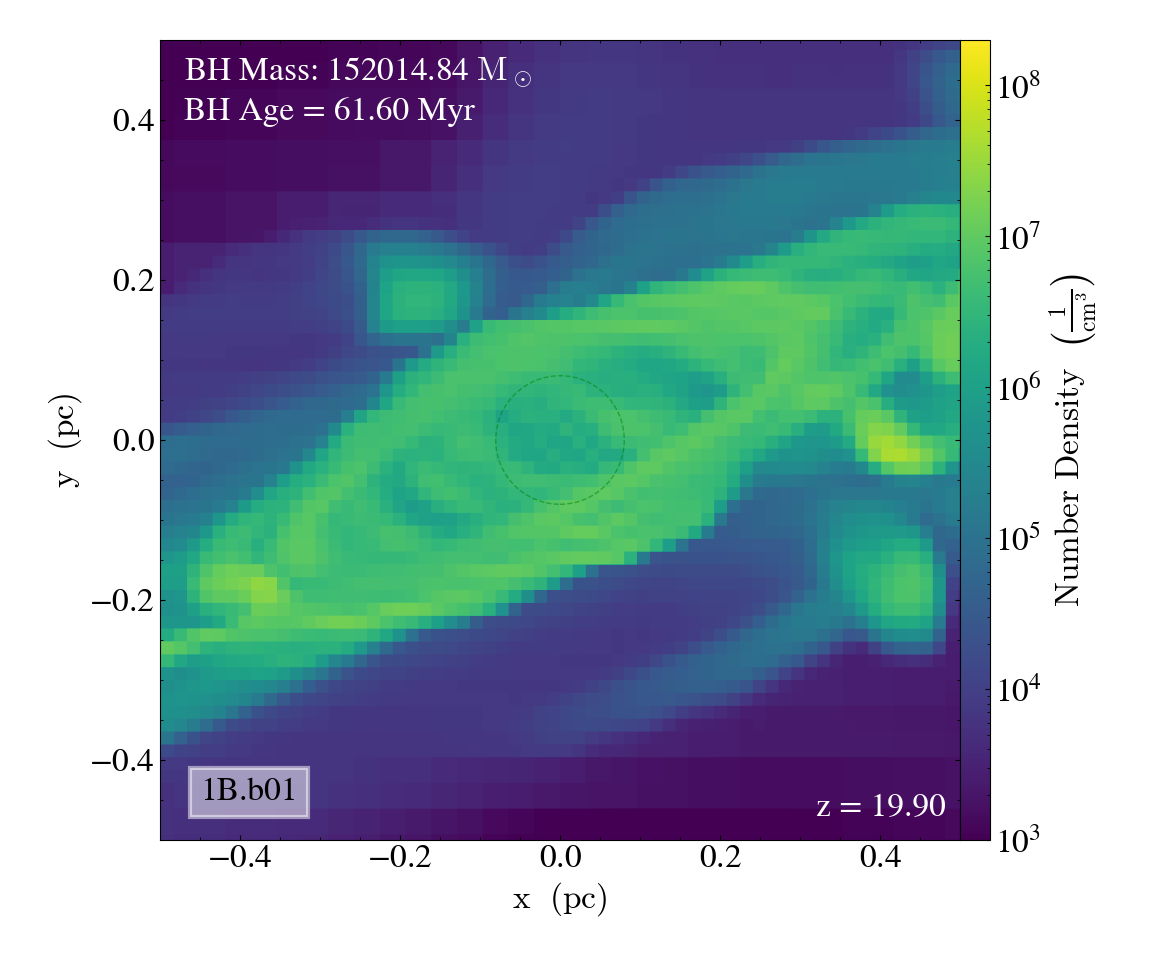 BH Mass: 152014.84 M⊙
BH Age = 61.60 Myr
0.4
0.2
0.0
−0.2
−0.4
y (pc)
1B.b01
z = 19.90
−0.4 −0.2 0.0 0.2 0.4
x (pc)
10⁸
10⁷
10⁶
10⁵
10⁴
10³
Number Density (1/cm³)